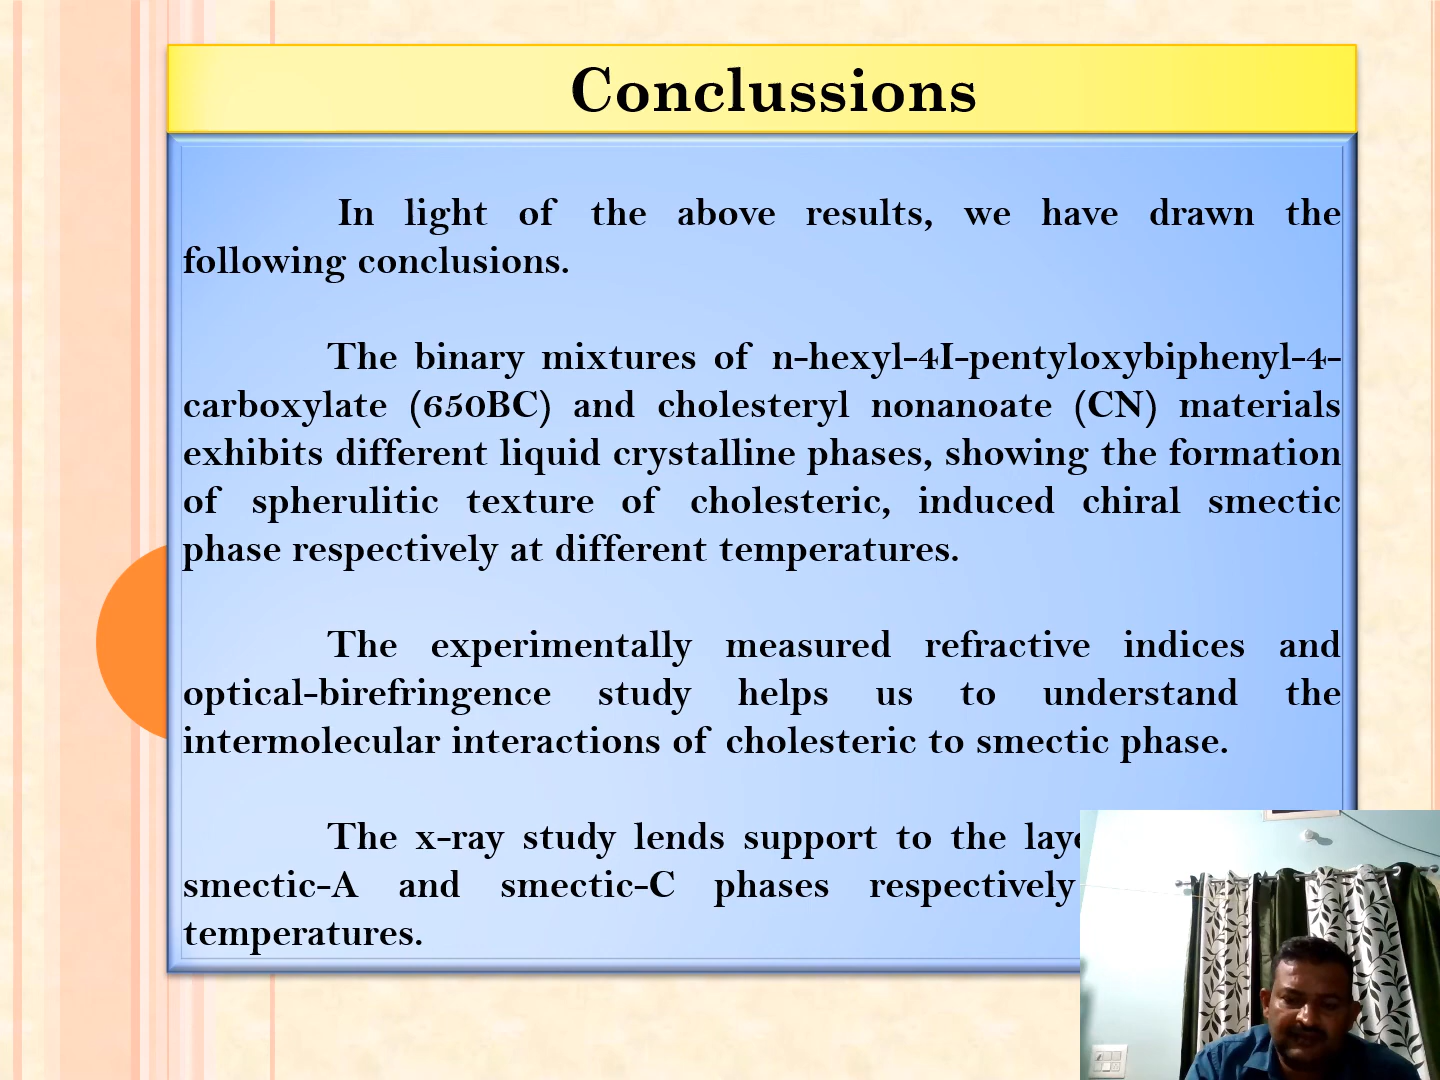 Conclussions
In light of the above results, we have drawn the
following conclusions.
The binary mixtures of n-hexyl-4I-pentyloxybiphenyl-4-
carboxylate (650BC) and cholesteryl nonanoate (CN) materials
exhibits different liquid crystalline phases, showing the formation
of spherulitic texture of cholesteric, induced chiral smectic
phase respectively at different temperatures.
The experimentally measured refractive indices and
optical-birefringence study helps us to understand the
intermolecular interactions of cholesteric to smectic phase.
The x-ray study lends support to the
smectic-A and smectic-C phases respectively
temperatures.